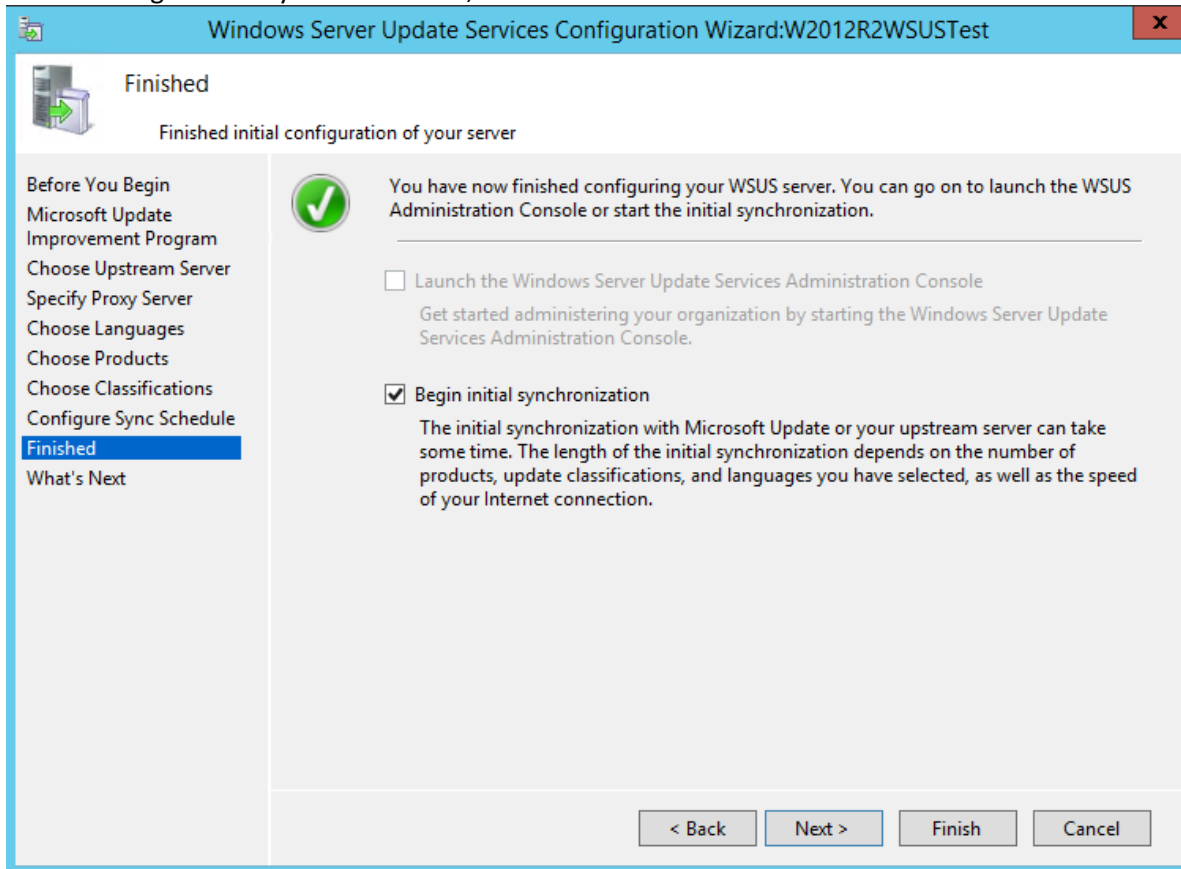 Windows Server Update Services Configuration Wizard:W2012R2WSUSTest
x
Finished
Finished initial configuration of your server
Before You Begin
Microsoft Update
Improvement Program
Choose Upstream Server
Specify Proxy Server
Choose Languages
Choose Products
Choose Classifications
Configure Sync Schedule
Finished
What's Next
You have now finished configuring your WSUS server. You can go on to launch the WSUS
Administration Console or start the initial synchronization.
Launch the Windows Server Update Services Administration Console
Get started administering your organization by starting the Windows Server Update
Services Administration Console.
Begin initial synchronization
The initial synchronization with Microsoft Update or your upstream server can take
some time. The length of the initial synchronization depends on the number of
products, update classifications, and languages you have selected, as well as the speed
of your Internet connection.
< Back
Next >
Finish
Cancel